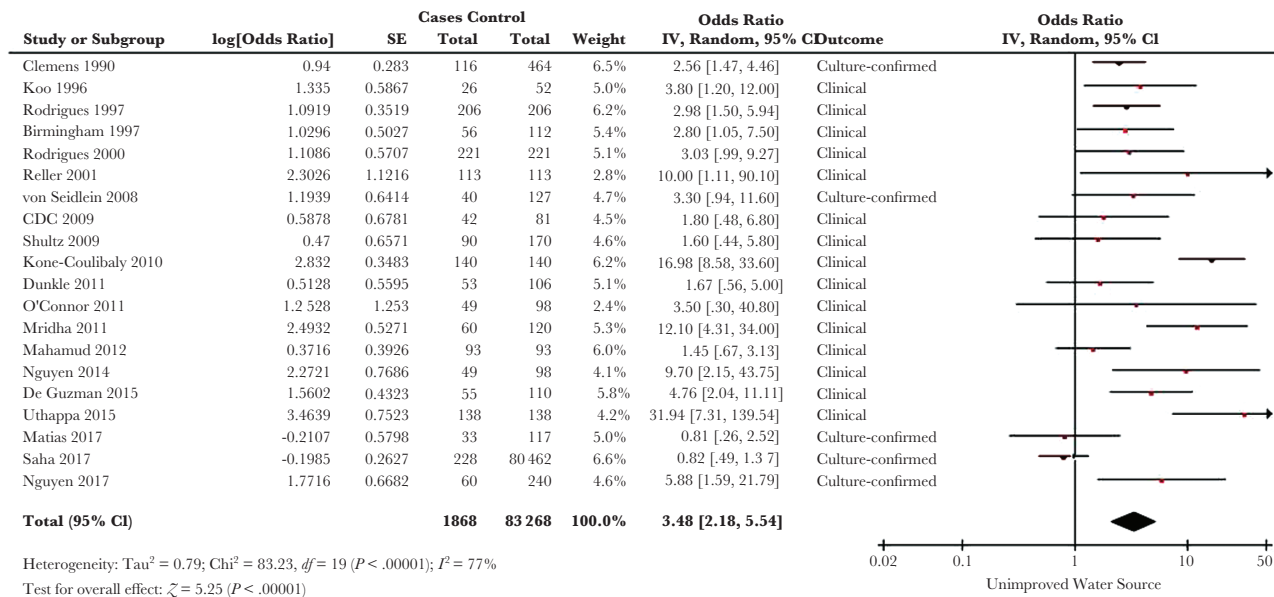 Cases Control Odds Ratio Odds Ratio
Study or Subgroup log[Odds Ratio] SE Total Total Weight IV, Random, 95% CI Outcome IV, Random, 95% CI
Clemens 1990 0.94 0.283 116 464 6.5% 2.56 [1.47, 4.46] Culture-confirmed
Koo 1996 1.335 0.5867 26 52 5.0% 3.80 [1.20, 12.00] Clinical
Rodrigues 1997 1.0919 0.3519 206 206 6.2% 2.98 [1.50, 5.94] Clinical
Birmingham 1997 1.0296 0.5027 56 112 5.4% 2.80 [1.05, 7.50] Clinical
Rodrigues 2000 1.1086 0.5707 221 221 5.1% 3.03 [.99, 9.27] Clinical
Reller 2001 2.3026 1.1216 113 113 2.8% 10.00 [1.11, 90.10] Clinical
von Seidlein 2008 1.1939 0.6414 40 127 4.7% 3.30 [.94, 11.60] Culture-confirmed
CDC 2009 0.5878 0.6781 42 81 4.5% 1.80 [.48, 6.80] Clinical
Shultz 2009 0.47 0.6571 90 170 4.6% 1.60 [.44, 5.80] Clinical
Kone-Coulibaly 2010 2.832 0.3483 140 140 6.2% 16.98 [8.58, 33.60] Clinical
Dunkle 2011 0.5128 0.5595 53 106 5.1% 1.67 [.56, 5.00] Clinical
O'Connor 2011 1.2 528 1.253 49 98 2.4% 3.50 [.30, 40.80] Clinical
Mridha 2011 2.4932 0.5271 60 120 5.3% 12.10 [4.31, 34.00] Clinical
Mahamud 2012 0.3716 0.3926 93 93 6.0% 1.45 [.67, 3.13] Clinical
Nguyen 2014 2.2721 0.7686 49 98 4.1% 9.70 [2.15, 43.75] Clinical
De Guzman 2015 1.5602 0.4323 55 110 5.8% 4.76 [2.04, 11.11] Clinical
Uthappa 2015 3.4639 0.7523 138 138 4.2% 31.94 [7.31, 139.54] Clinical
Matias 2017 -0.2107 0.5798 33 117 5.0% 0.81 [.26, 2.52] Culture-confirmed
Saha 2017 -0.1985 0.2627 228 80 462 6.6% 0.82 [.49, 1.3 7] Culture-confirmed
Nguyen 2017 1.7716 0.6682 60 240 4.6% 5.88 [1.59, 21.79] Culture-confirmed
Total (95% CI) 1868 83 268 100.0% 3.48 [2.18, 5.54]
Heterogeneity: Tau² = 0.79; Chi² = 83.23, df = 19 (P < .00001); I² = 77%
Test for overall effect: Z = 5.25 (P < .00001)
0.02 0.1 1 10 50
Unimproved Water Source